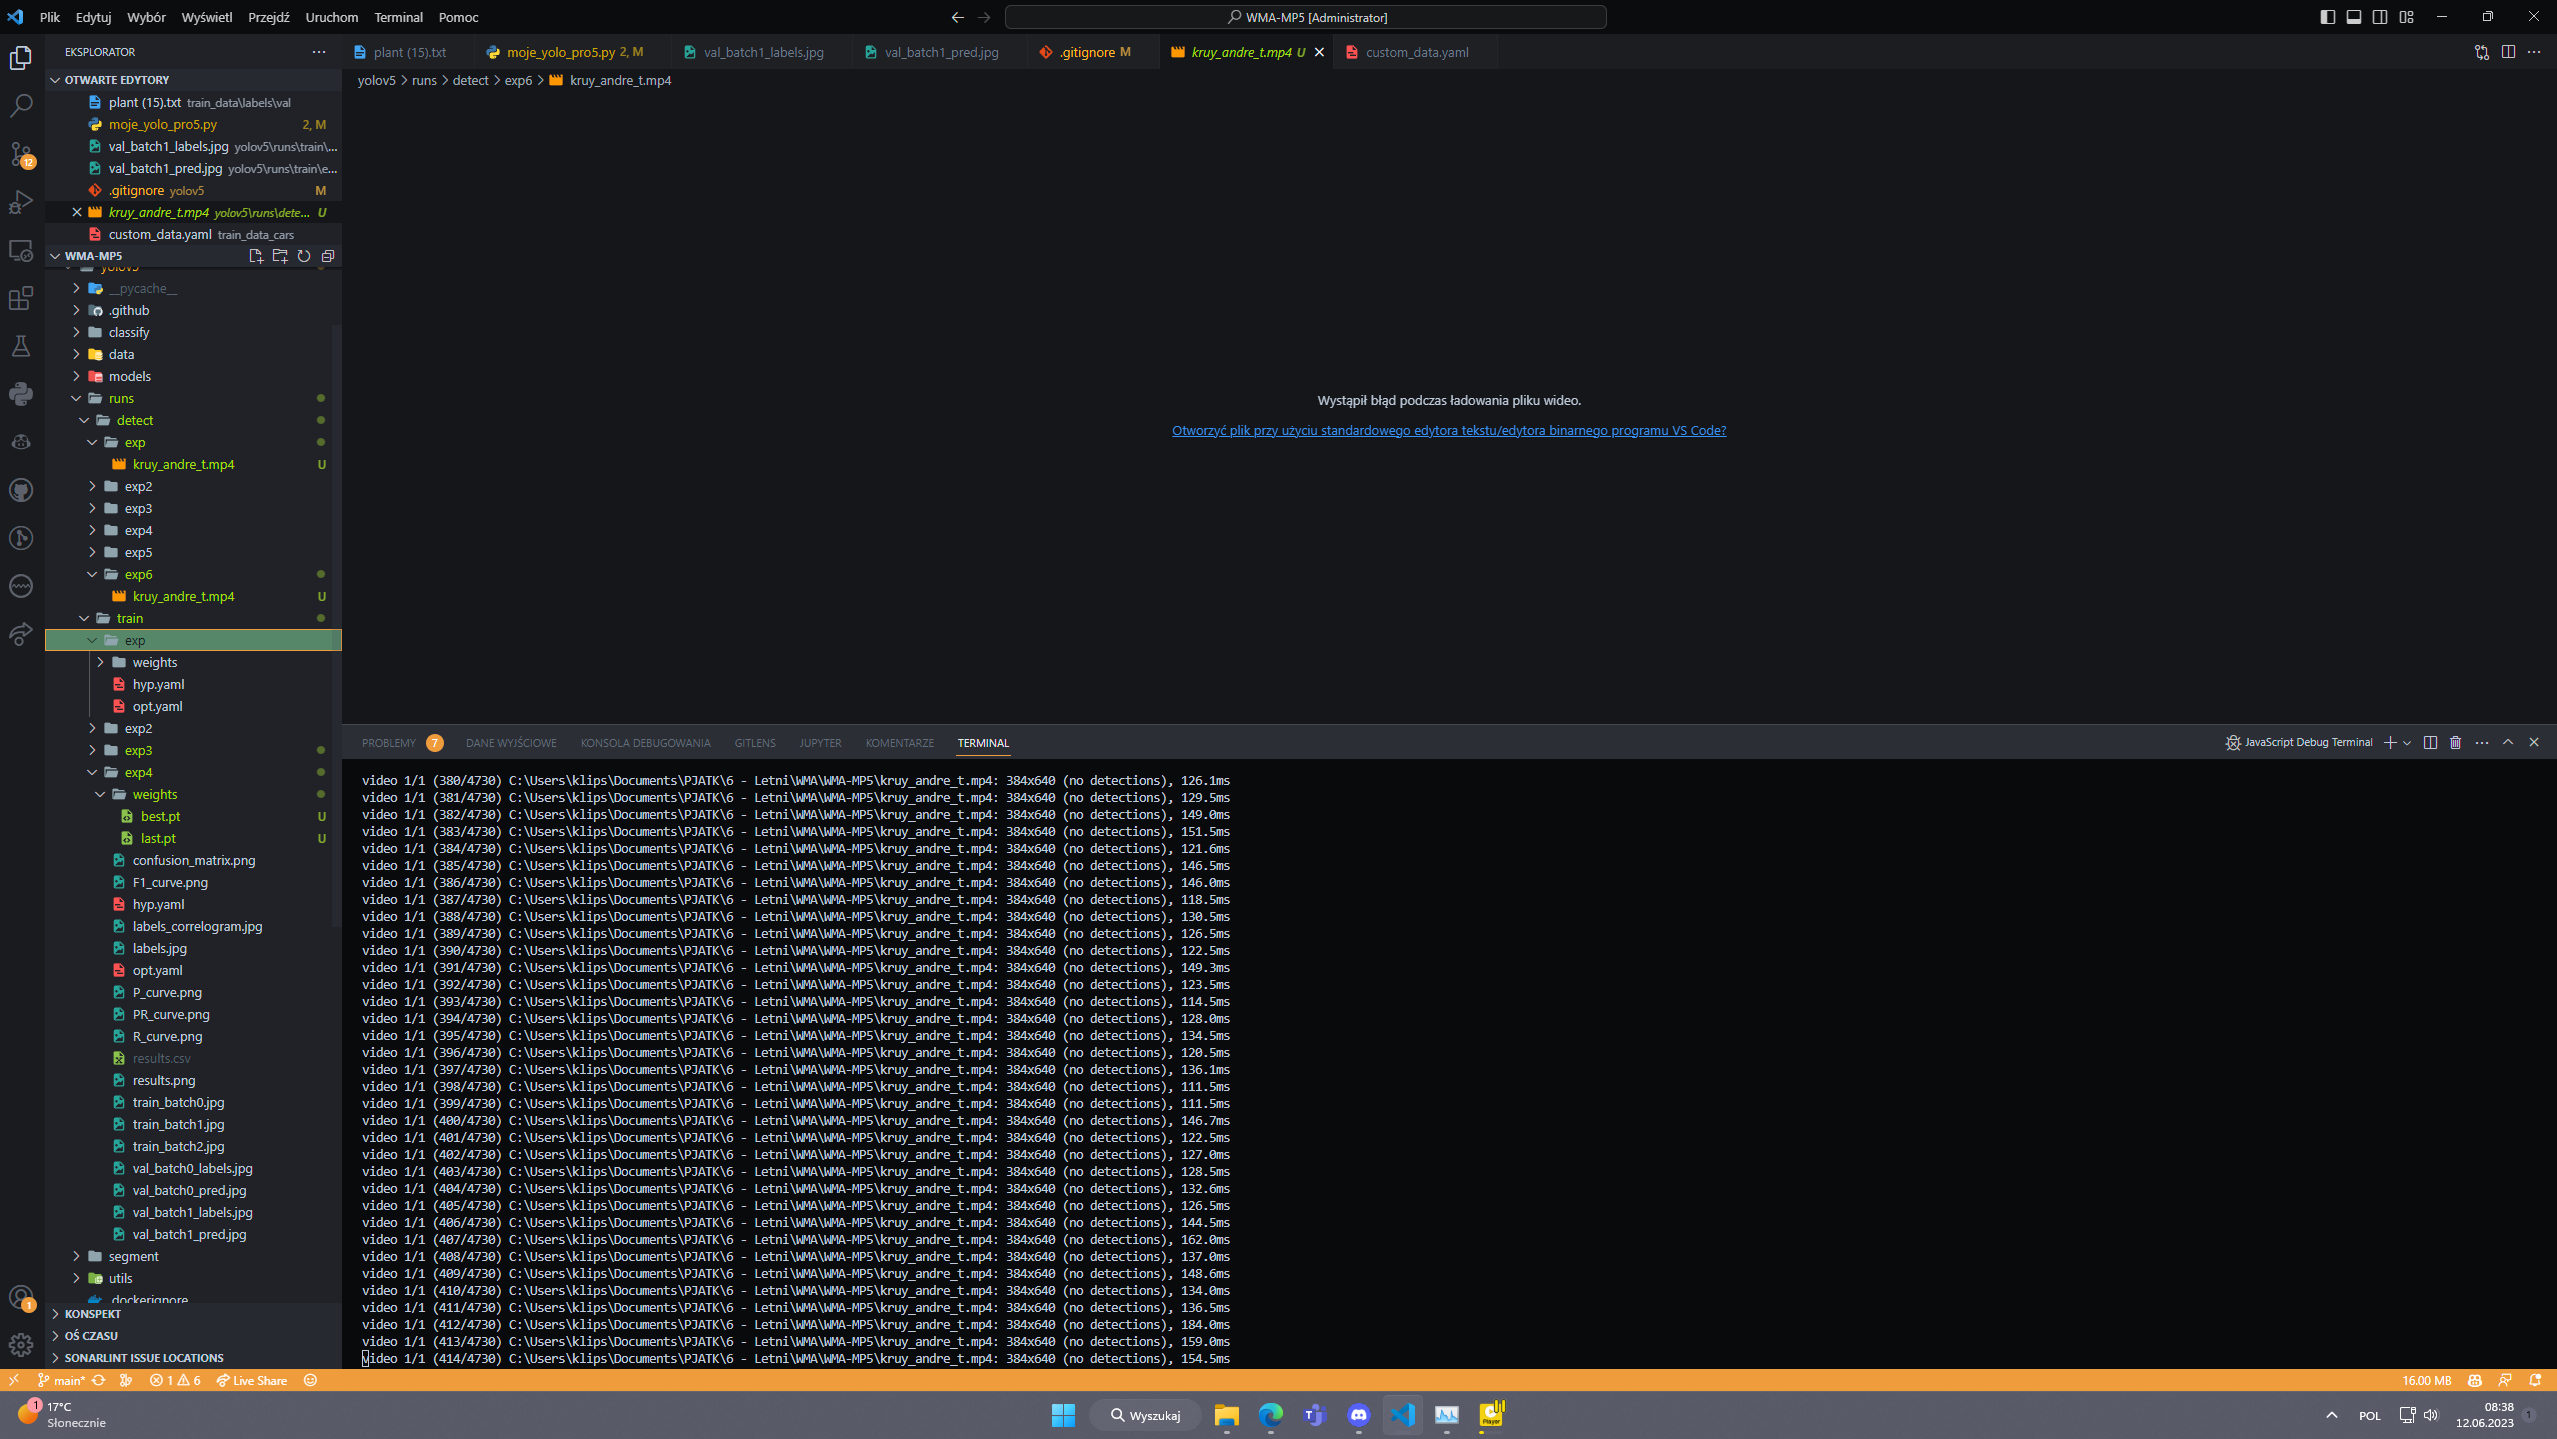 Plik Edytuj Wybór Wyświetl Przejdź Uruchom Terminal Pomoc
WMA-MP5 [Administrator]
EKSPLORATOR
OTWARTE EDYTORY
plant (15).txt train_data\labels\val
moje_yolo_pro5.py 2, M
val_batch1_labels.jpg yolov5\runs\train\...
val_batch1_pred.jpg yolov5\runs\train\e...
.gitignore yolov5 M
kruy_andre_t.mp4 yolov5\runs\dete... U
custom_data.yaml train_data_cars
WMA-MP5
yolov5
__pycache__
.github
classify
data
models
runs
detect
exp
kruy_andre_t.mp4 U
exp2
exp3
exp4
exp5
exp6
kruy_andre_t.mp4 U
train
exp
weights
hyp.yaml
opt.yaml
exp2
exp3
exp4
weights
best.pt U
last.pt U
confusion_matrix.png
F1_curve.png
hyp.yaml
labels_correlogram.jpg
labels.jpg
opt.yaml
P_curve.png
PR_curve.png
R_curve.png
results.csv
results.png
train_batch0.jpg
train_batch1.jpg
train_batch2.jpg
val_batch0_labels.jpg
val_batch0_pred.jpg
val_batch1_labels.jpg
val_batch1_pred.jpg
segment
utils
.dockerignore
KONSPEKT
OŚ CZASU
SONARLINT ISSUE LOCATIONS
12
1
plant (15).txt moje_yolo_pro5.py 2, M val_batch1_labels.jpg val_batch1_pred.jpg .gitignore M kruy_andre_t.mp4 U custom_data.yaml
yolov5 > runs > detect > exp6 > kruy_andre_t.mp4
Wystąpił błąd podczas ładowania pliku wideo.
Otworzyć plik przy użyciu standardowego edytora tekstu/edytora binarnego programu VS Code?
PROBLEMY 7 DANE WYJŚCIOWE KONSOLA DEBUGOWANIA GITLENS JUPYTER KOMENTARZE TERMINAL
JavaScript Debug Terminal
video 1/1 (380/4730) C:\Users\klips\Documents\PJATK\6 - Letni\WMA\WMA-MP5\kruy_andre_t.mp4: 384x640 (no detections), 126.1ms
video 1/1 (381/4730) C:\Users\klips\Documents\PJATK\6 - Letni\WMA\WMA-MP5\kruy_andre_t.mp4: 384x640 (no detections), 129.5ms
video 1/1 (382/4730) C:\Users\klips\Documents\PJATK\6 - Letni\WMA\WMA-MP5\kruy_andre_t.mp4: 384x640 (no detections), 149.0ms
video 1/1 (383/4730) C:\Users\klips\Documents\PJATK\6 - Letni\WMA\WMA-MP5\kruy_andre_t.mp4: 384x640 (no detections), 151.5ms
video 1/1 (384/4730) C:\Users\klips\Documents\PJATK\6 - Letni\WMA\WMA-MP5\kruy_andre_t.mp4: 384x640 (no detections), 121.6ms
video 1/1 (385/4730) C:\Users\klips\Documents\PJATK\6 - Letni\WMA\WMA-MP5\kruy_andre_t.mp4: 384x640 (no detections), 146.5ms
video 1/1 (386/4730) C:\Users\klips\Documents\PJATK\6 - Letni\WMA\WMA-MP5\kruy_andre_t.mp4: 384x640 (no detections), 146.0ms
video 1/1 (387/4730) C:\Users\klips\Documents\PJATK\6 - Letni\WMA\WMA-MP5\kruy_andre_t.mp4: 384x640 (no detections), 118.5ms
video 1/1 (388/4730) C:\Users\klips\Documents\PJATK\6 - Letni\WMA\WMA-MP5\kruy_andre_t.mp4: 384x640 (no detections), 130.5ms
video 1/1 (389/4730) C:\Users\klips\Documents\PJATK\6 - Letni\WMA\WMA-MP5\kruy_andre_t.mp4: 384x640 (no detections), 126.5ms
video 1/1 (390/4730) C:\Users\klips\Documents\PJATK\6 - Letni\WMA\WMA-MP5\kruy_andre_t.mp4: 384x640 (no detections), 122.5ms
video 1/1 (391/4730) C:\Users\klips\Documents\PJATK\6 - Letni\WMA\WMA-MP5\kruy_andre_t.mp4: 384x640 (no detections), 149.3ms
video 1/1 (392/4730) C:\Users\klips\Documents\PJATK\6 - Letni\WMA\WMA-MP5\kruy_andre_t.mp4: 384x640 (no detections), 123.5ms
video 1/1 (393/4730) C:\Users\klips\Documents\PJATK\6 - Letni\WMA\WMA-MP5\kruy_andre_t.mp4: 384x640 (no detections), 114.5ms
video 1/1 (394/4730) C:\Users\klips\Documents\PJATK\6 - Letni\WMA\WMA-MP5\kruy_andre_t.mp4: 384x640 (no detections), 128.0ms
video 1/1 (395/4730) C:\Users\klips\Documents\PJATK\6 - Letni\WMA\WMA-MP5\kruy_andre_t.mp4: 384x640 (no detections), 134.5ms
video 1/1 (396/4730) C:\Users\klips\Documents\PJATK\6 - Letni\WMA\WMA-MP5\kruy_andre_t.mp4: 384x640 (no detections), 120.5ms
video 1/1 (397/4730) C:\Users\klips\Documents\PJATK\6 - Letni\WMA\WMA-MP5\kruy_andre_t.mp4: 384x640 (no detections), 136.1ms
video 1/1 (398/4730) C:\Users\klips\Documents\PJATK\6 - Letni\WMA\WMA-MP5\kruy_andre_t.mp4: 384x640 (no detections), 111.5ms
video 1/1 (399/4730) C:\Users\klips\Documents\PJATK\6 - Letni\WMA\WMA-MP5\kruy_andre_t.mp4: 384x640 (no detections), 111.5ms
video 1/1 (400/4730) C:\Users\klips\Documents\PJATK\6 - Letni\WMA\WMA-MP5\kruy_andre_t.mp4: 384x640 (no detections), 146.7ms
video 1/1 (401/4730) C:\Users\klips\Documents\PJATK\6 - Letni\WMA\WMA-MP5\kruy_andre_t.mp4: 384x640 (no detections), 122.5ms
video 1/1 (402/4730) C:\Users\klips\Documents\PJATK\6 - Letni\WMA\WMA-MP5\kruy_andre_t.mp4: 384x640 (no detections), 127.0ms
video 1/1 (403/4730) C:\Users\klips\Documents\PJATK\6 - Letni\WMA\WMA-MP5\kruy_andre_t.mp4: 384x640 (no detections), 128.5ms
video 1/1 (404/4730) C:\Users\klips\Documents\PJATK\6 - Letni\WMA\WMA-MP5\kruy_andre_t.mp4: 384x640 (no detections), 132.6ms
video 1/1 (405/4730) C:\Users\klips\Documents\PJATK\6 - Letni\WMA\WMA-MP5\kruy_andre_t.mp4: 384x640 (no detections), 126.5ms
video 1/1 (406/4730) C:\Users\klips\Documents\PJATK\6 - Letni\WMA\WMA-MP5\kruy_andre_t.mp4: 384x640 (no detections), 144.5ms
video 1/1 (407/4730) C:\Users\klips\Documents\PJATK\6 - Letni\WMA\WMA-MP5\kruy_andre_t.mp4: 384x640 (no detections), 162.0ms
video 1/1 (408/4730) C:\Users\klips\Documents\PJATK\6 - Letni\WMA\WMA-MP5\kruy_andre_t.mp4: 384x640 (no detections), 137.0ms
video 1/1 (409/4730) C:\Users\klips\Documents\PJATK\6 - Letni\WMA\WMA-MP5\kruy_andre_t.mp4: 384x640 (no detections), 148.6ms
video 1/1 (410/4730) C:\Users\klips\Documents\PJATK\6 - Letni\WMA\WMA-MP5\kruy_andre_t.mp4: 384x640 (no detections), 134.0ms
video 1/1 (411/4730) C:\Users\klips\Documents\PJATK\6 - Letni\WMA\WMA-MP5\kruy_andre_t.mp4: 384x640 (no detections), 136.5ms
video 1/1 (412/4730) C:\Users\klips\Documents\PJATK\6 - Letni\WMA\WMA-MP5\kruy_andre_t.mp4: 384x640 (no detections), 184.0ms
video 1/1 (413/4730) C:\Users\klips\Documents\PJATK\6 - Letni\WMA\WMA-MP5\kruy_andre_t.mp4: 384x640 (no detections), 159.0ms
video 1/1 (414/4730) C:\Users\klips\Documents\PJATK\6 - Letni\WMA\WMA-MP5\kruy_andre_t.mp4: 384x640 (no detections), 154.5ms
main* 1 6 Live Share 16.00 MB
1 17°C
Słonecznie
Wyszukaj
Player
POL
08:38
12.06.2023
1